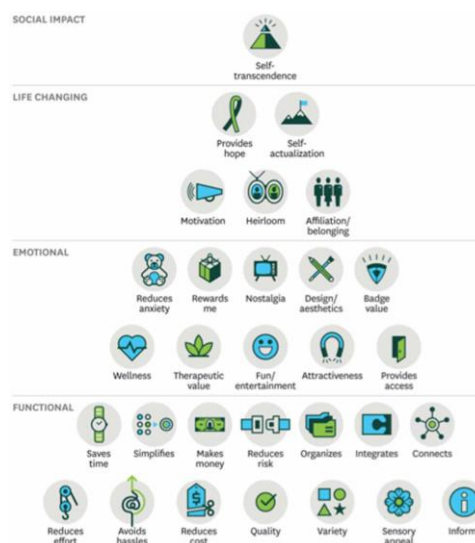 SOCIAL IMPACT
Self-
transcendence
LIFE CHANGING
Provides
hope
Self-
actualization
Motivation
Heirloom
Affiliation/
belonging
EMOTIONAL
Reduces
anxiety
Rewards
me
Nostalgia
Design/
aesthetics
Badge
value
Wellness
Therapeutic
value
Fun/
entertainment
Attractiveness
Provides
access
FUNCTIONAL
Saves
time
Simplifies
Makes
money
Reduces
risk
Organizes
Integrates
Connects
Reduces
effort
Avoids
hassles
Reduces
cost
Quality
Variety
Sensory
appeal
Inform